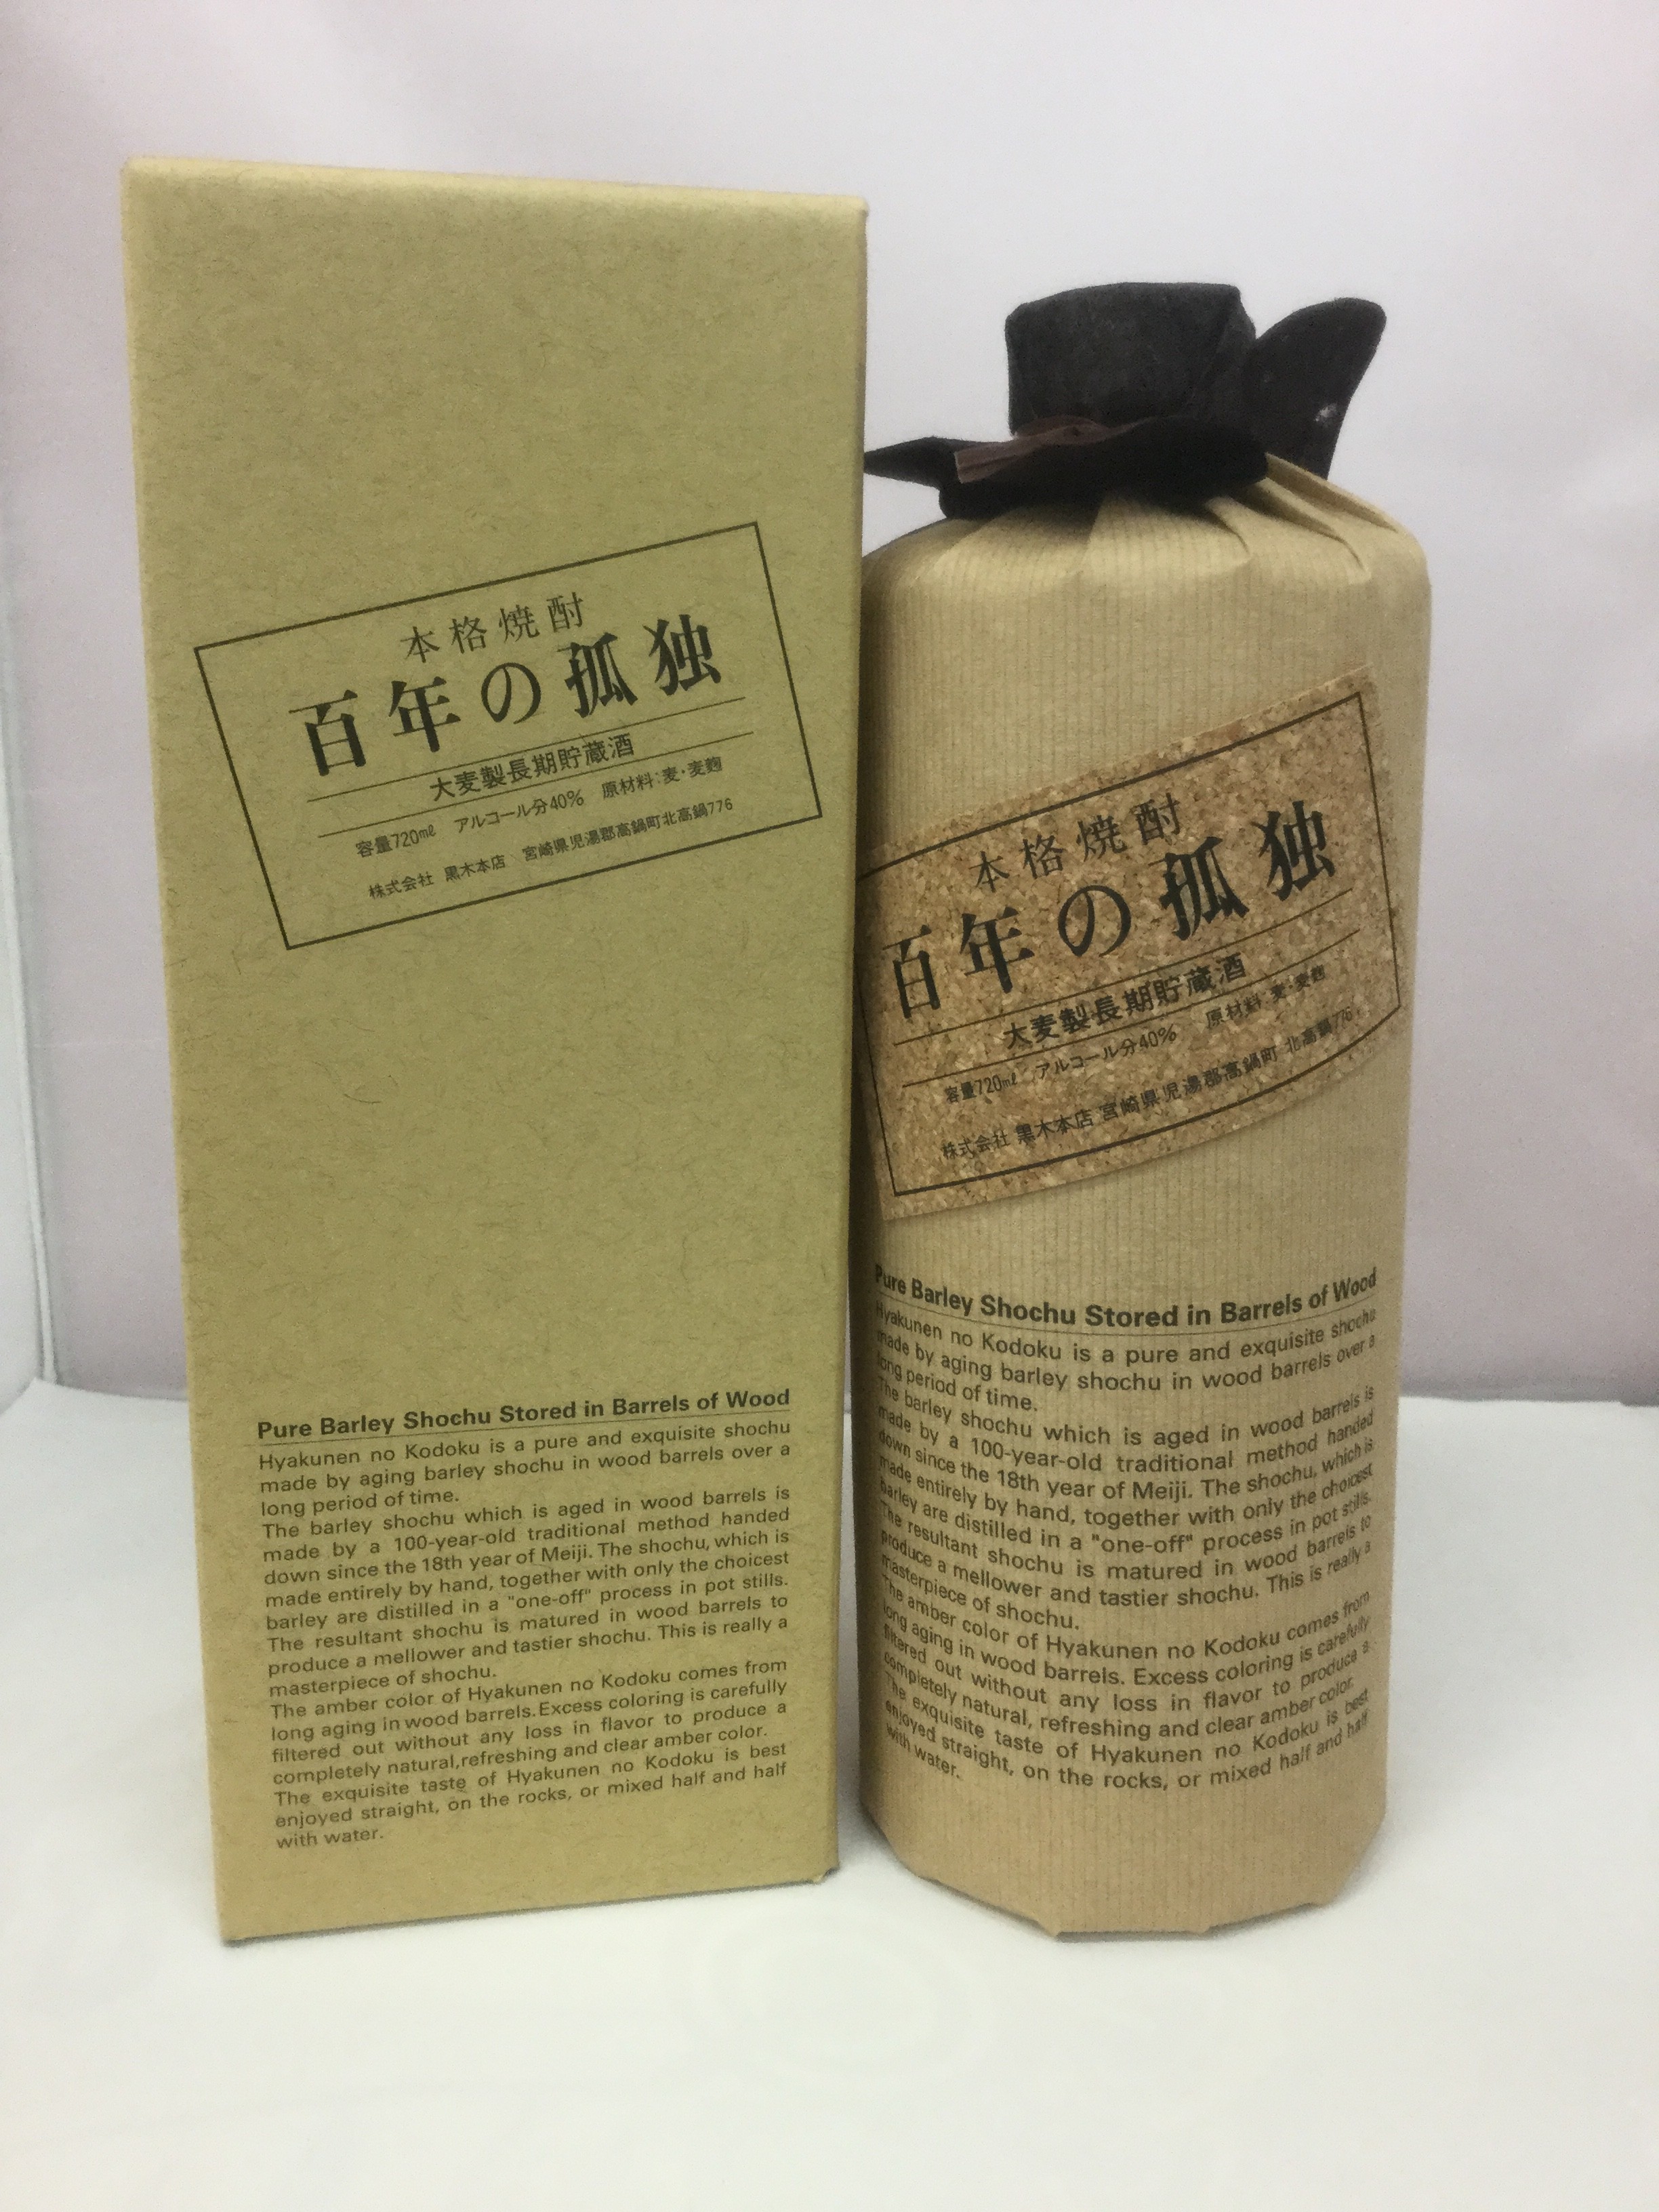 本格焼酎
百年の孤独
大麦製長期貯蔵酒
容量720㎖ アルコール分40% 原材料:麦・麦麹
株式会社 黒木本店 宮崎県児湯郡高鍋町北高鍋776
Pure Barley Shochu Stored in Barrels of Wood
Hyakunen no Kodoku is a pure and exquisite shochu
made by aging barley shochu in wood barrels over a
long period of time.
The barley shochu which is aged in wood barrels is
made by a 100-year-old traditional method handed
down since the 18th year of Meiji. The shochu, which is
made entirely by hand, together with only the choicest
barley are distilled in a "one-off" process in pot stills.
The resultant shochu is matured in wood barrels to
produce a mellower and tastier shochu. This is really a
masterpiece of shochu.
The amber color of Hyakunen no Kodoku comes from
long aging in wood barrels. Excess coloring is carefully
filtered out without any loss in flavor to produce a
completely natural, refreshing and clear amber color.
The exquisite taste of Hyakunen no Kodoku is best
enjoyed straight, on the rocks, or mixed half and half
with water.
本格焼酎
百年の孤独
大麦製長期貯蔵酒
容量720㎖ アルコール分40% 原材料:麦・麦麹
株式会社 黒木本店 宮崎県児湯郡高鍋町 北高鍋776
Pure Barley Shochu Stored in Barrels of Wood
Hyakunen no Kodoku is a pure and exquisite shochu
made by aging barley shochu in wood barrels over a
long period of time.
The barley shochu which is aged in wood barrels is
made by a 100-year-old traditional method handed
down since the 18th year of Meiji. The shochu, which is
made entirely by hand, together with only the choicest
barley are distilled in a "one-off" process in pot stills.
The resultant shochu is matured in wood barrels to
produce a mellower and tastier shochu. This is really a
masterpiece of shochu.
The amber color of Hyakunen no Kodoku comes from
long aging in wood barrels. Excess coloring is carefully
filtered out without any loss in flavor to produce a
completely natural, refreshing and clear amber color.
The exquisite taste of Hyakunen no Kodoku is best
enjoyed straight, on the rocks, or mixed half and half
with water.